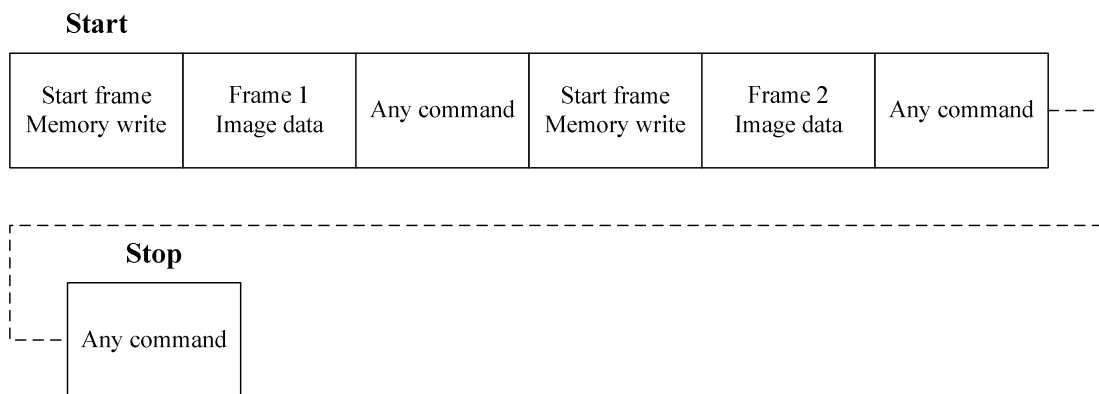 Start
Start frame
Memory write
Frame 1
Image data
Any command
Start frame
Memory write
Frame 2
Image data
Any command
Stop
Any command